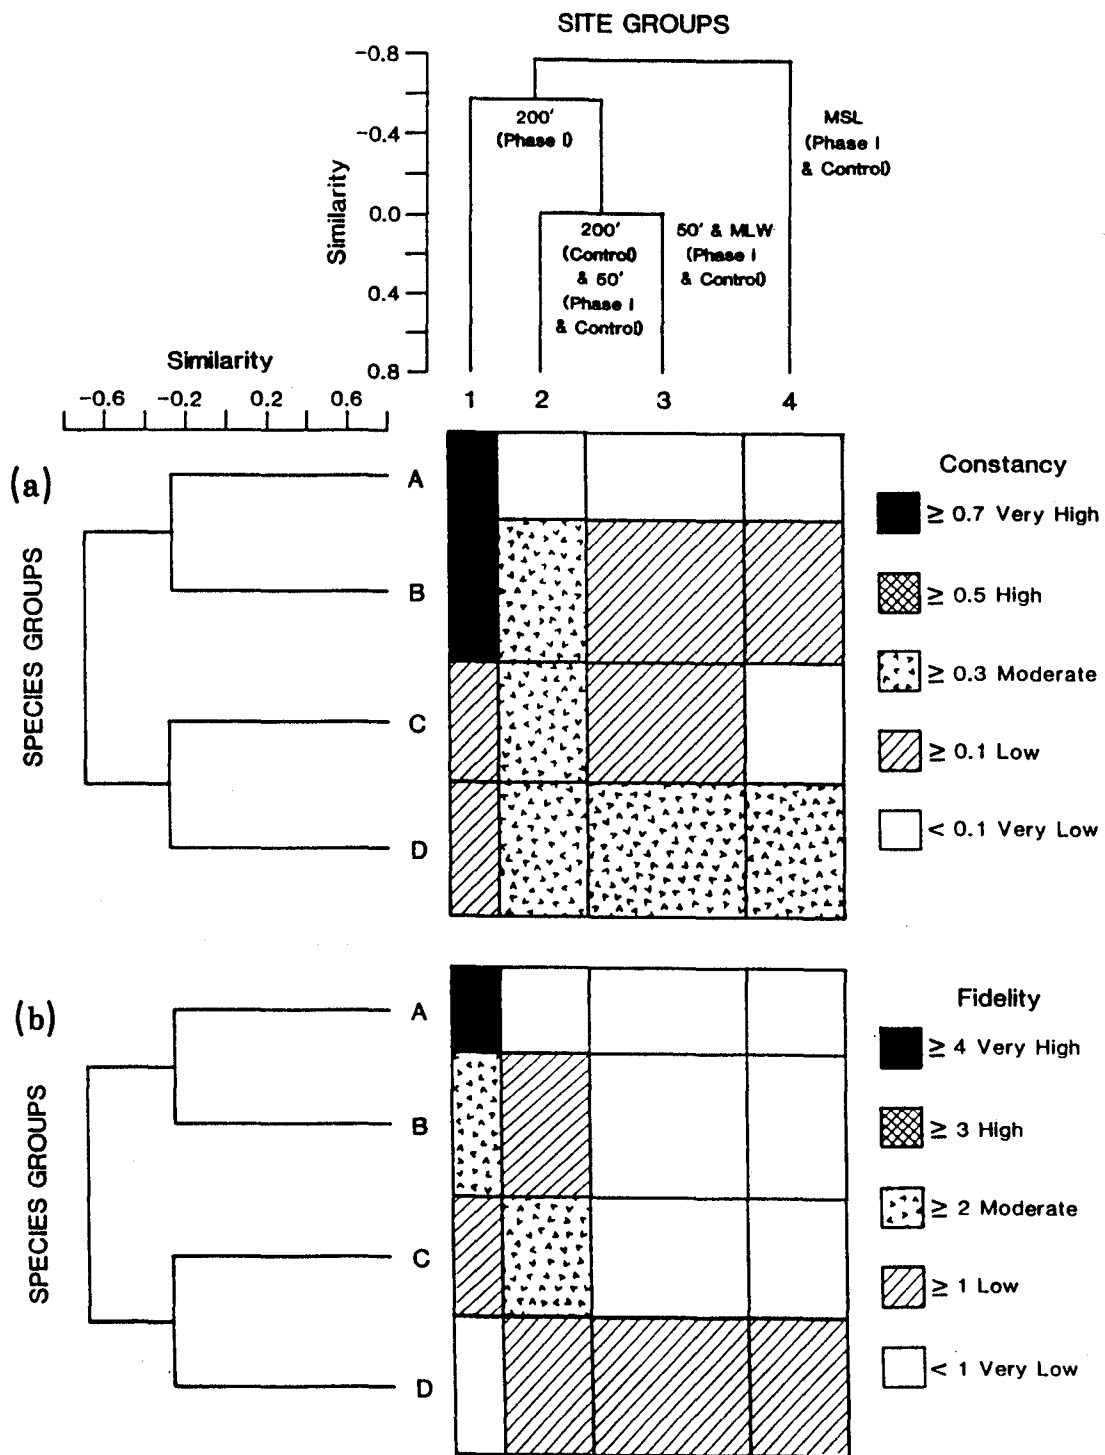 SITE GROUPS
Similarity
-0.8
-0.4
0.0
0.4
0.8
200'
(Phase I)
MSL
(Phase I
& Control)
200'
(Control)
& 50'
(Phase I
& Control)
50' & MLW
(Phase I
& Control)
1 2 3 4
Similarity
-0.6 -0.2 0.2 0.6
(a)
SPECIES GROUPS
A
B
C
D
Constancy
≥ 0.7 Very High
≥ 0.5 High
≥ 0.3 Moderate
≥ 0.1 Low
< 0.1 Very Low
(b)
SPECIES GROUPS
A
B
C
D
Fidelity
≥ 4 Very High
≥ 3 High
≥ 2 Moderate
≥ 1 Low
< 1 Very Low